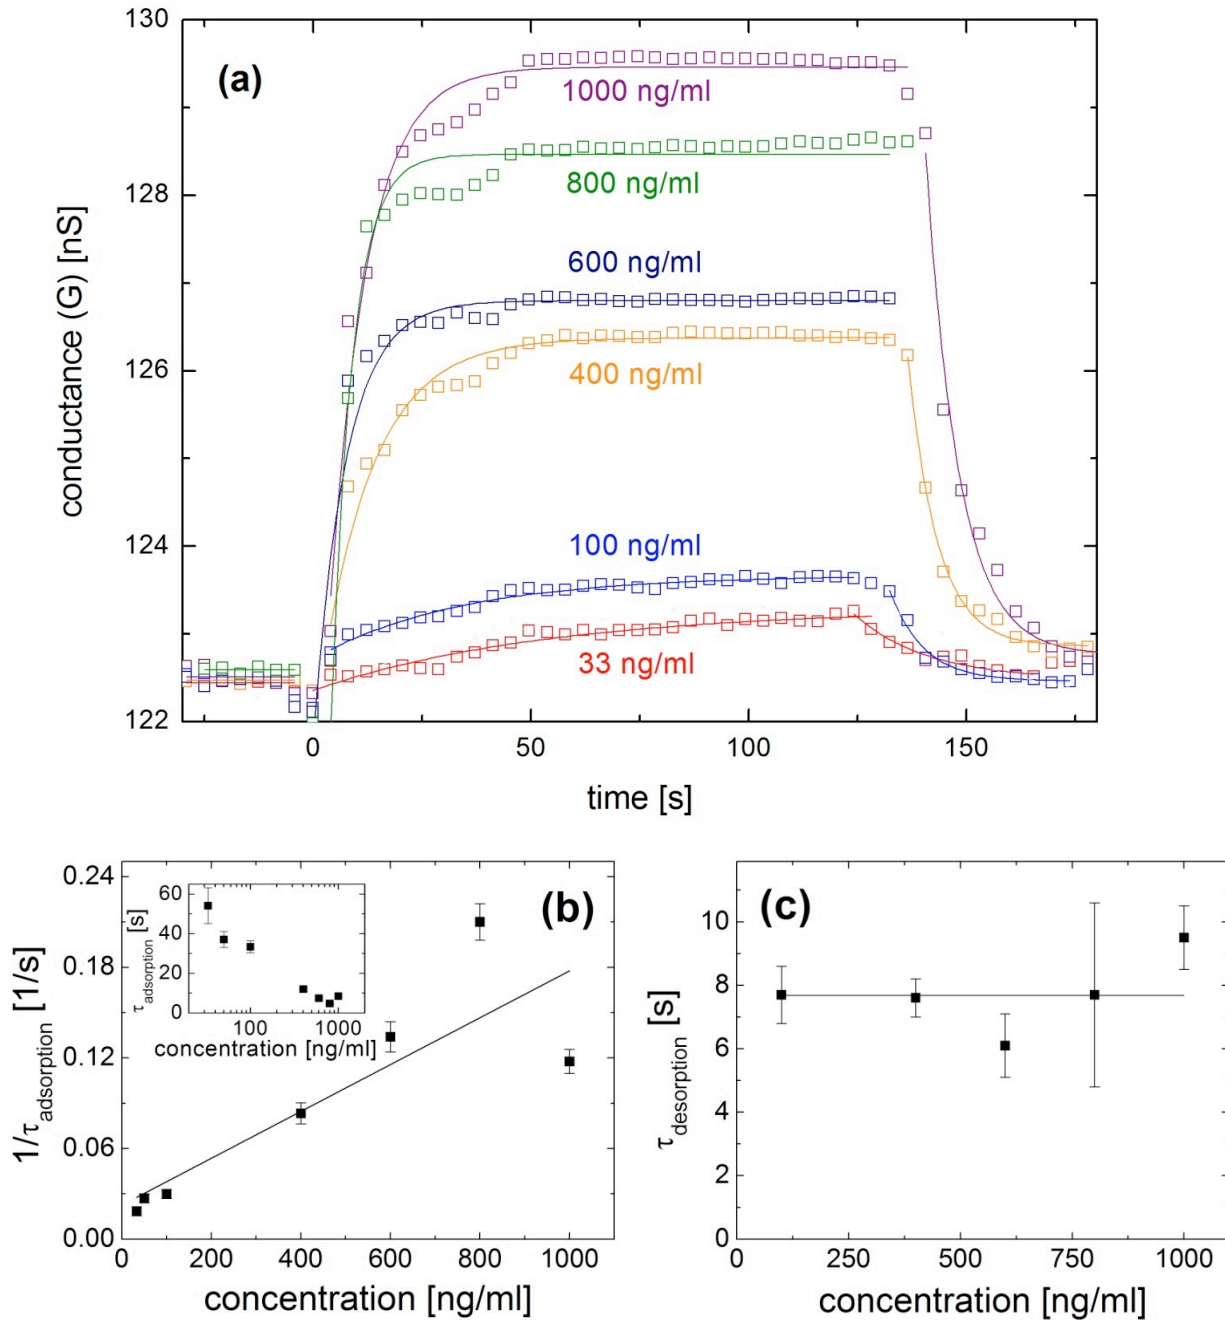 130
(a)
1000 ng/ml
128
800 ng/ml
600 ng/ml
conductance (G) [nS]
126
400 ng/ml
124
100 ng/ml
33 ng/ml
122
0 50 100 150
time [s]
0.24
0.18
0.12
0.06
0.00
1/τadsorption [1/s]
60
40
20
0
τadsorption [s]
100 1000
concentration [ng/ml]
(b)
0 200 400 600 800 1000
concentration [ng/ml]
(c)
10
8
6
4
2
0
τdesorption [s]
0 250 500 750 1000
concentration [ng/ml]